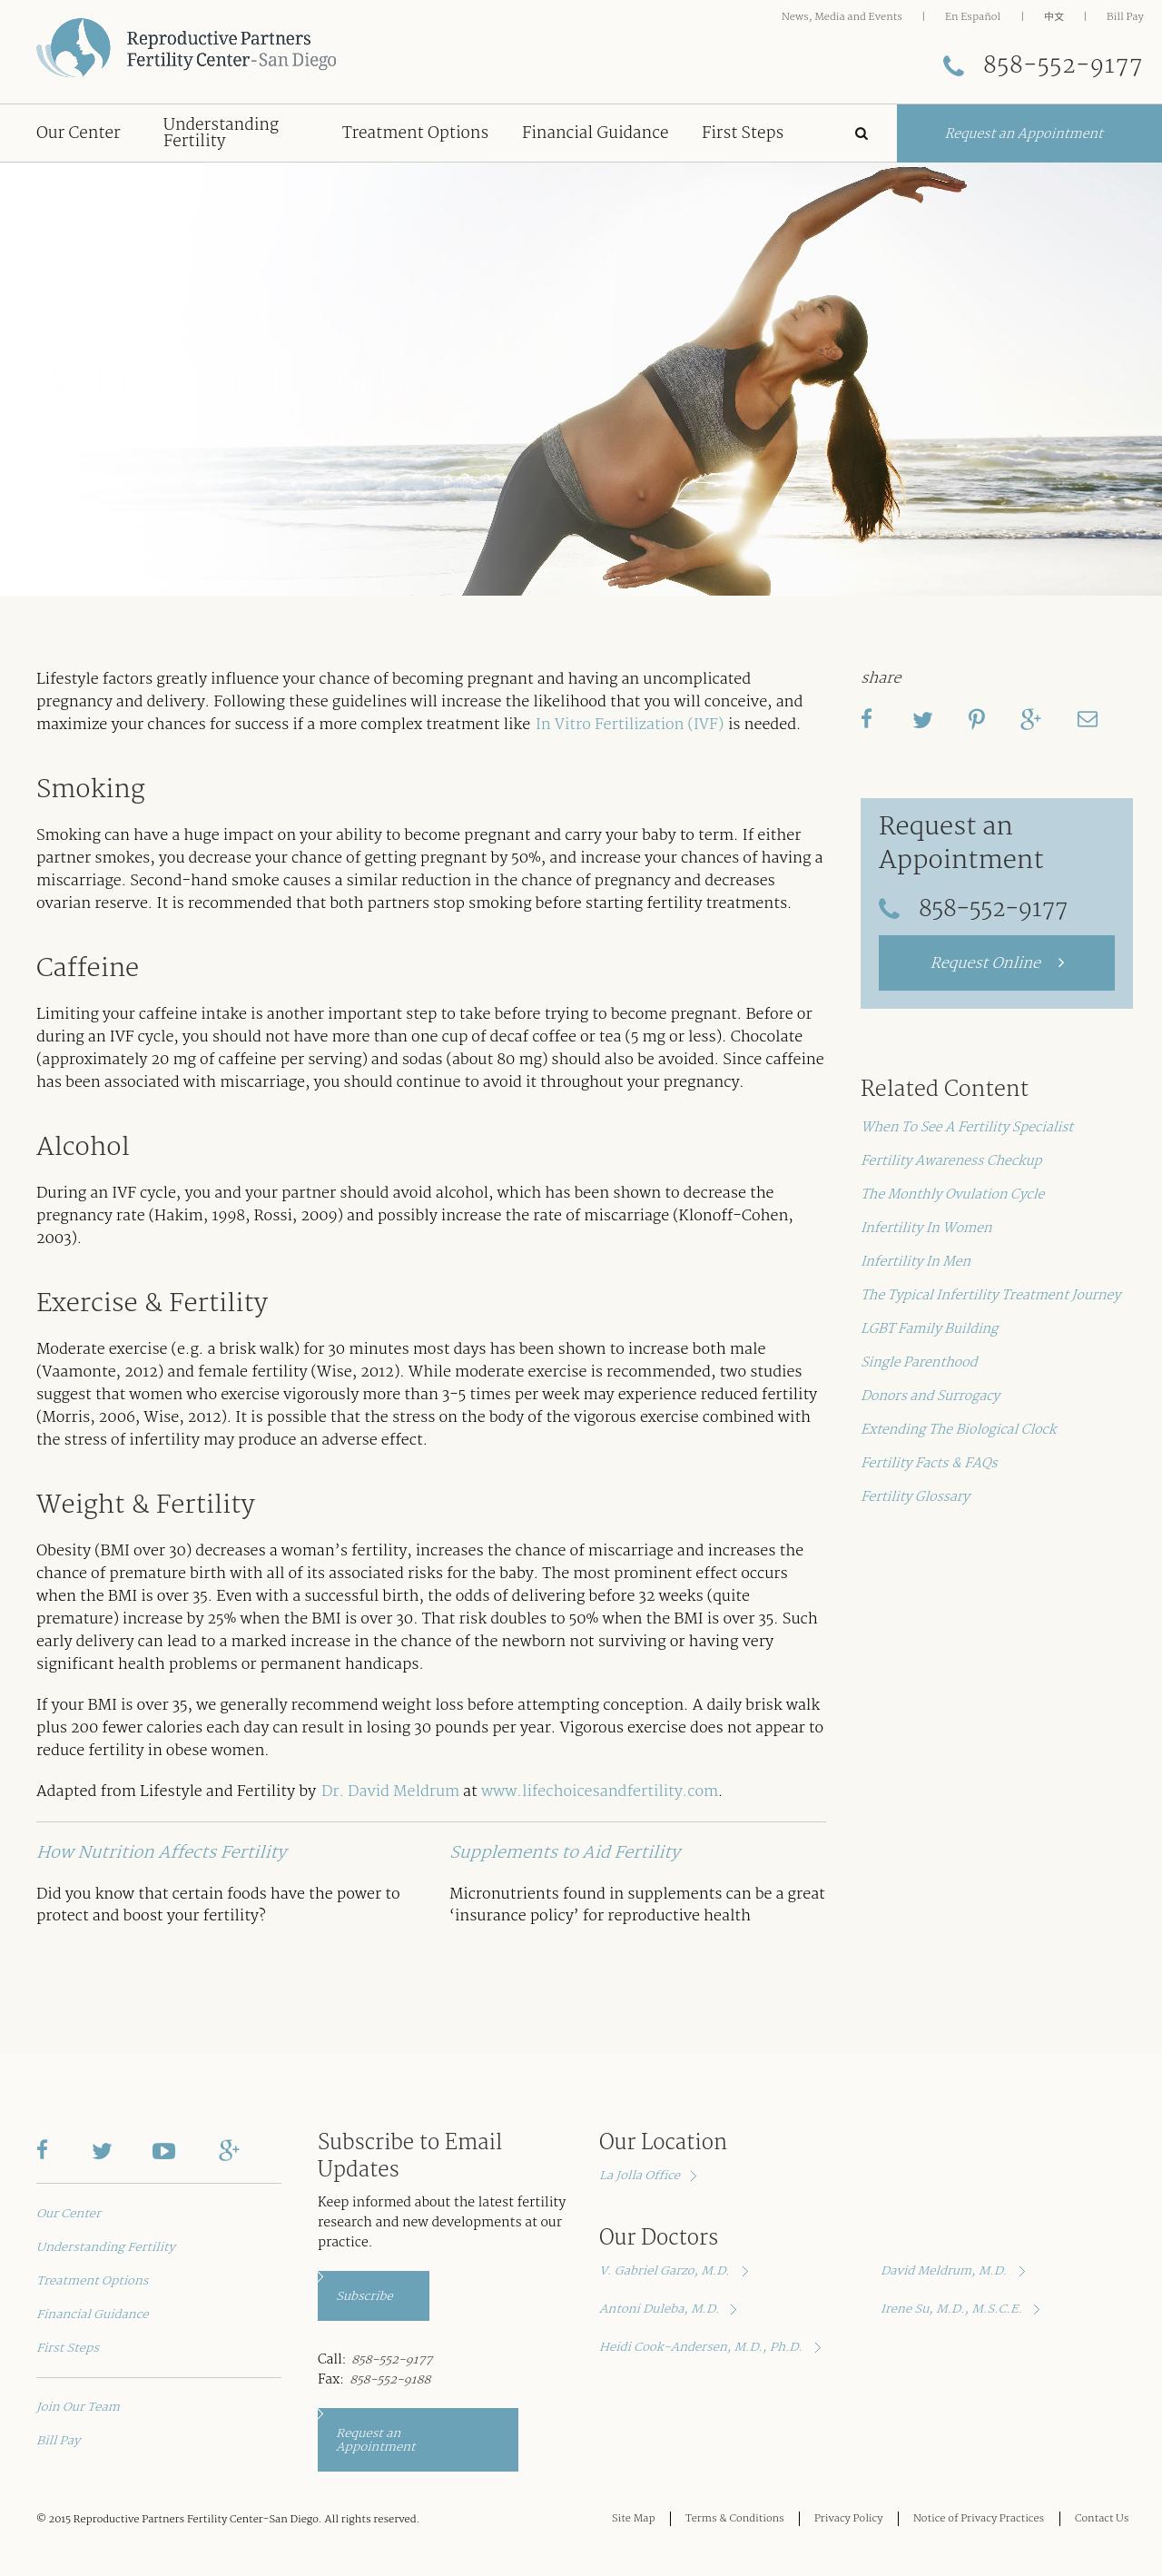 News, Media and Events | En Español | 中文 | Bill Pay
Reproductive Partners
Fertility Center-San Diego
858-552-9177
Our Center
Understanding
Fertility
Treatment Options
Financial Guidance
First Steps
Request an Appointment
Lifestyle factors greatly influence your chance of becoming pregnant and having an uncomplicated
pregnancy and delivery. Following these guidelines will increase the likelihood that you will conceive, and
maximize your chances for success if a more complex treatment like In Vitro Fertilization (IVF) is needed.
Smoking
Smoking can have a huge impact on your ability to become pregnant and carry your baby to term. If either
partner smokes, you decrease your chance of getting pregnant by 50%, and increase your chances of having a
miscarriage. Second-hand smoke causes a similar reduction in the chance of pregnancy and decreases
ovarian reserve. It is recommended that both partners stop smoking before starting fertility treatments.
Caffeine
Limiting your caffeine intake is another important step to take before trying to become pregnant. Before or
during an IVF cycle, you should not have more than one cup of decaf coffee or tea (5 mg or less). Chocolate
(approximately 20 mg of caffeine per serving) and sodas (about 80 mg) should also be avoided. Since caffeine
has been associated with miscarriage, you should continue to avoid it throughout your pregnancy.
Alcohol
During an IVF cycle, you and your partner should avoid alcohol, which has been shown to decrease the
pregnancy rate (Hakim, 1998, Rossi, 2009) and possibly increase the rate of miscarriage (Klonoff-Cohen,
2003).
Exercise & Fertility
Moderate exercise (e.g. a brisk walk) for 30 minutes most days has been shown to increase both male
(Vaamonte, 2012) and female fertility (Wise, 2012). While moderate exercise is recommended, two studies
suggest that women who exercise vigorously more than 3-5 times per week may experience reduced fertility
(Morris, 2006, Wise, 2012). It is possible that the stress on the body of the vigorous exercise combined with
the stress of infertility may produce an adverse effect.
Weight & Fertility
Obesity (BMI over 30) decreases a woman’s fertility, increases the chance of miscarriage and increases the
chance of premature birth with all of its associated risks for the baby. The most prominent effect occurs
when the BMI is over 35. Even with a successful birth, the odds of delivering before 32 weeks (quite
premature) increase by 25% when the BMI is over 30. That risk doubles to 50% when the BMI is over 35. Such
early delivery can lead to a marked increase in the chance of the newborn not surviving or having very
significant health problems or permanent handicaps.
If your BMI is over 35, we generally recommend weight loss before attempting conception. A daily brisk walk
plus 200 fewer calories each day can result in losing 30 pounds per year. Vigorous exercise does not appear to
reduce fertility in obese women.
Adapted from Lifestyle and Fertility by Dr. David Meldrum at www.lifechoicesandfertility.com.
How Nutrition Affects Fertility
Did you know that certain foods have the power to
protect and boost your fertility?
Supplements to Aid Fertility
Micronutrients found in supplements can be a great
‘insurance policy’ for reproductive health
share
Request an
Appointment
858-552-9177
Request Online
Related Content
When To See A Fertility Specialist
Fertility Awareness Checkup
The Monthly Ovulation Cycle
Infertility In Women
Infertility In Men
The Typical Infertility Treatment Journey
LGBT Family Building
Single Parenthood
Donors and Surrogacy
Extending The Biological Clock
Fertility Facts & FAQs
Fertility Glossary
Our Center
Understanding Fertility
Treatment Options
Financial Guidance
First Steps
Join Our Team
Bill Pay
Subscribe to Email
Updates
Keep informed about the latest fertility
research and new developments at our
practice.
Subscribe
Call: 858-552-9177
Fax: 858-552-9188
Request an
Appointment
Our Location
La Jolla Office
Our Doctors
V. Gabriel Garzo, M.D.
David Meldrum, M.D.
Antoni Duleba, M.D.
Irene Su, M.D., M.S.C.E.
Heidi Cook-Andersen, M.D., Ph.D.
© 2015 Reproductive Partners Fertility Center-San Diego. All rights reserved.
Site Map | Terms & Conditions | Privacy Policy | Notice of Privacy Practices | Contact Us